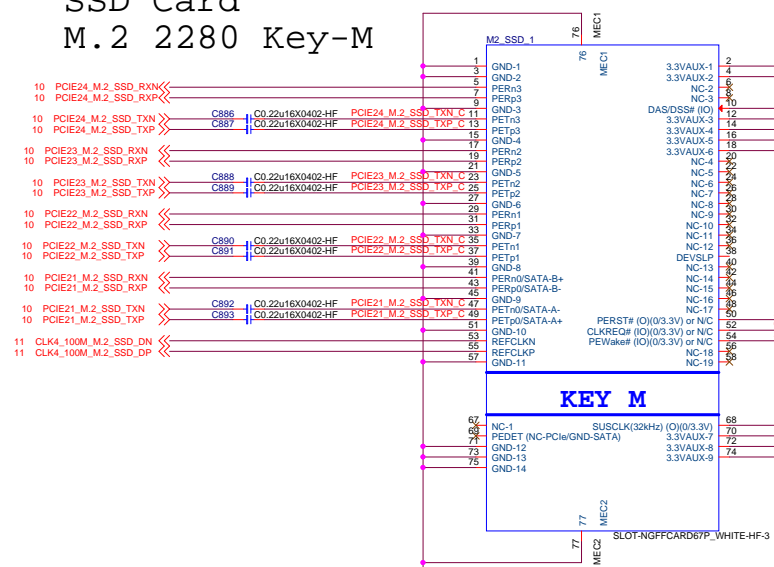 SSD Card
M.2 2280 Key-M
76
MEC1
M2_SSD_1
76
MEC1
1 GND-1 3.3VAUX-1 2
3 GND-2 3.3VAUX-2 4
10 PCIE24_M.2_SSD_RXN 5 PERn3 NC-2 6
10 PCIE24_M.2_SSD_RXP 7 PERp3 NC-3 8
9 GND-3 DAS/DSS# (IO) 10
10 PCIE24_M.2_SSD_TXN C886 C0.22u16X0402-HF PCIE24_M.2_SSD_TXN_C 11 PETn3 3.3VAUX-3 12
10 PCIE24_M.2_SSD_TXP C887 C0.22u16X0402-HF PCIE24_M.2_SSD_TXP_C 13 PETp3 3.3VAUX-4 14
15 GND-4 3.3VAUX-5 16
10 PCIE23_M.2_SSD_RXN 17 PERn2 3.3VAUX-6 18
10 PCIE23_M.2_SSD_RXP 19 PERp2 NC-4 20
21 GND-5 NC-5 22
10 PCIE23_M.2_SSD_TXN C888 C0.22u16X0402-HF PCIE23_M.2_SSD_TXN_C 23 PETn2 NC-6 24
10 PCIE23_M.2_SSD_TXP C889 C0.22u16X0402-HF PCIE23_M.2_SSD_TXP_C 25 PETp2 NC-7 26
27 GND-6 NC-8 28
10 PCIE22_M.2_SSD_RXN 29 PERn1 NC-9 30
10 PCIE22_M.2_SSD_RXP 31 PERp1 NC-10 32
33 GND-7 NC-11 34
10 PCIE22_M.2_SSD_TXN C890 C0.22u16X0402-HF PCIE22_M.2_SSD_TXN_C 35 PETn1 NC-12 36
10 PCIE22_M.2_SSD_TXP C891 C0.22u16X0402-HF PCIE22_M.2_SSD_TXP_C 37 PETp1 DEVSLP 38
39 GND-8 NC-13 40
10 PCIE21_M.2_SSD_RXN 41 PERn0/SATA-B+ NC-14 42
10 PCIE21_M.2_SSD_RXP 43 PERp0/SATA-B- NC-15 44
45 GND-9 NC-16 46
10 PCIE21_M.2_SSD_TXN C892 C0.22u16X0402-HF PCIE21_M.2_SSD_TXN_C 47 PETn0/SATA-A- NC-17 48
10 PCIE21_M.2_SSD_TXP C893 C0.22u16X0402-HF PCIE21_M.2_SSD_TXP_C 49 PETp0/SATA-A+ PERST# (O)(0/3.3V) or N/C 50
51 GND-10 CLKREQ# (IO)(0/3.3V) or N/C 52
11 CLK4_100M_M.2_SSD_DN 53 REFCLKN PEWake# (IO)(0/3.3V) or N/C 54
11 CLK4_100M_M.2_SSD_DP 55 REFCLKP NC-18 56
57 GND-11 NC-19 58
KEY M
67 NC-1 SUSCLK(32kHz) (O)(0/3.3V) 68
69 PEDET (NC-PCIe/GND-SATA) 3.3VAUX-7 70
71 GND-12 3.3VAUX-8 72
73 GND-13 3.3VAUX-9 74
75 GND-14
77
MEC2
77
MEC2
SLOT-NGFFCARD67P_WHITE-HF-3